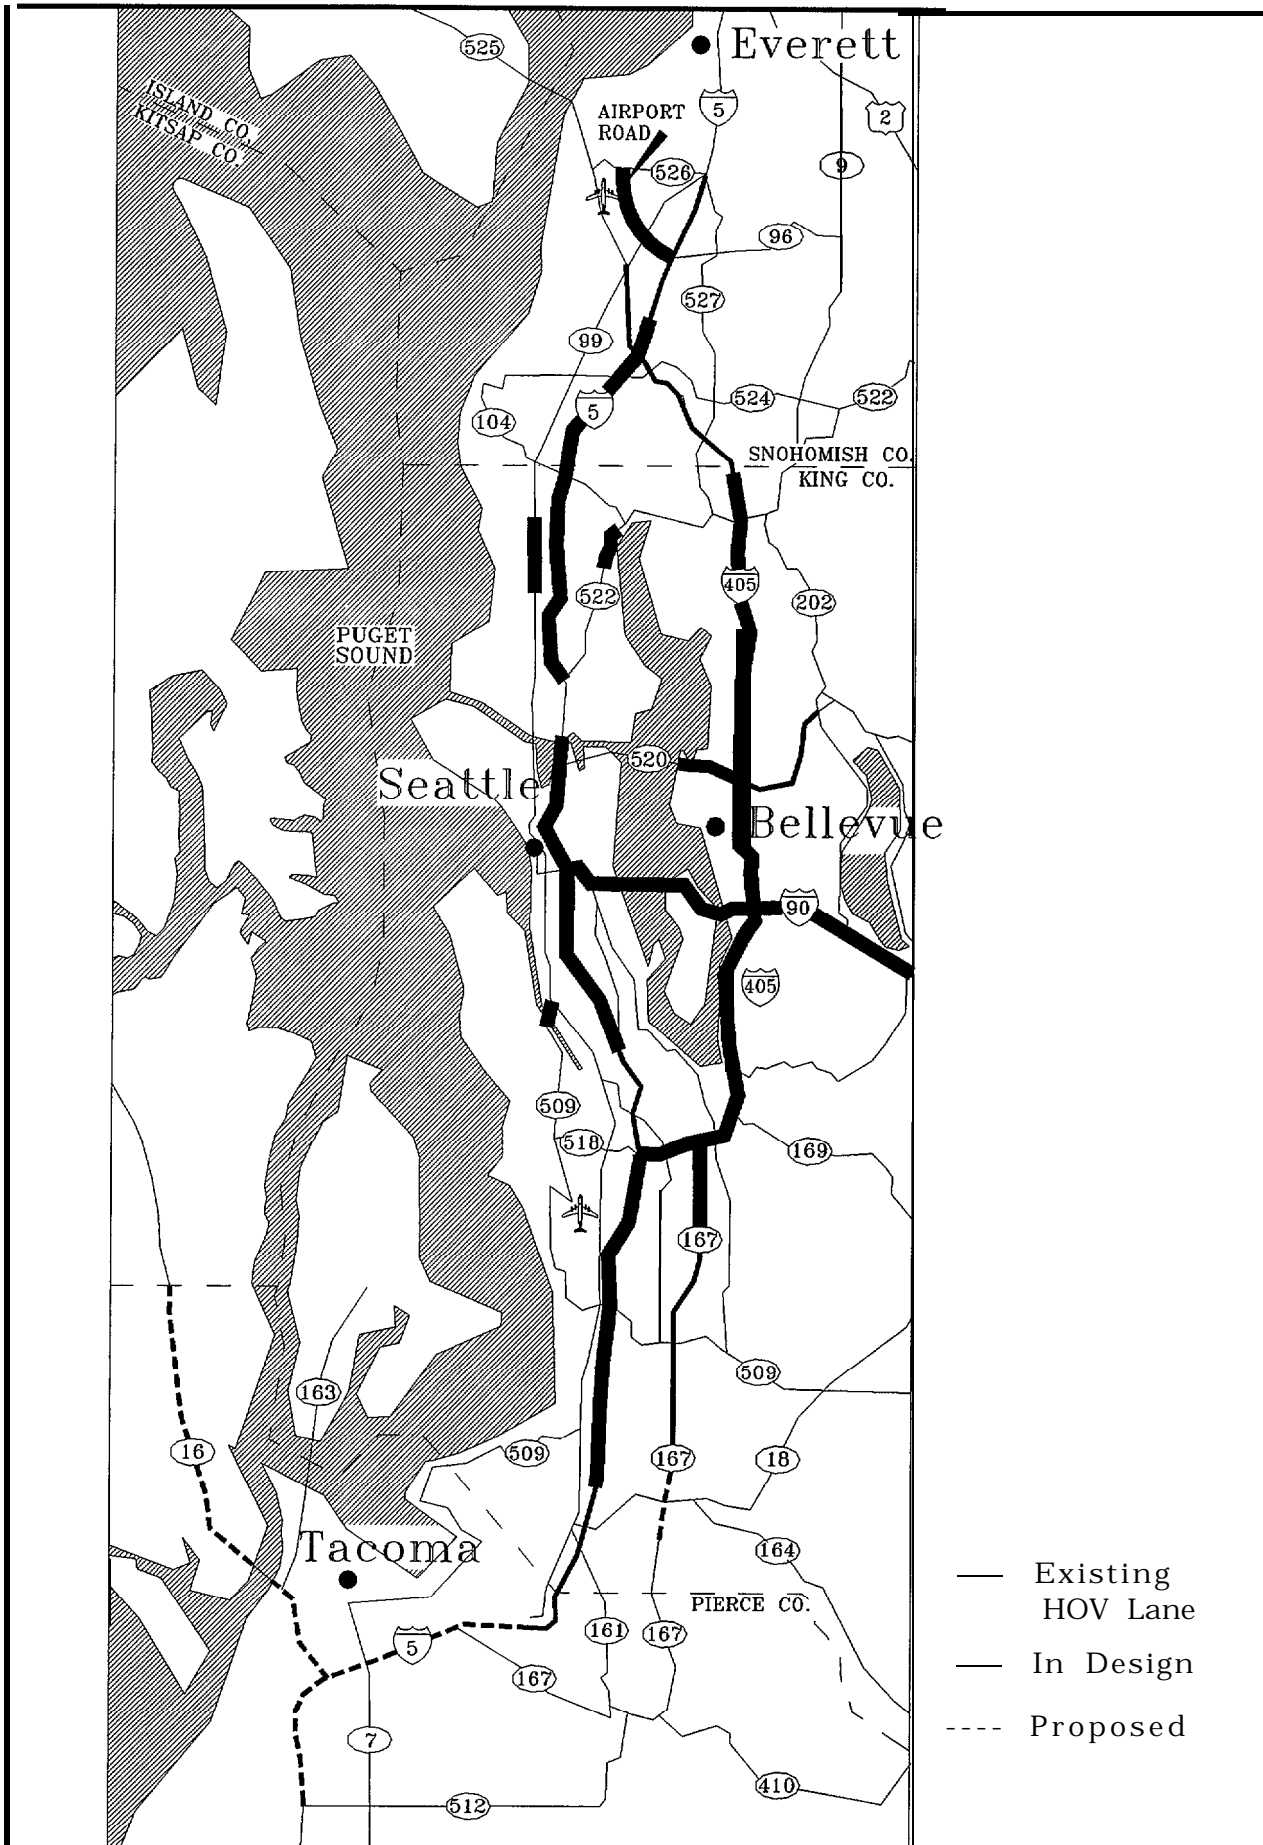 Everett
525
5
2
AIRPORT
ROAD
ISLAND CO.
KITSAP CO.
526
9
96
527
99
5
104
524
522
SNOHOMISH CO.
KING CO.
405
522
202
PUGET
SOUND
520
Seattle
Bellevue
90
405
509
518
169
167
509
163
16
509
167
18
Tacoma
164
PIERCE CO.
161
167
5
167
7
410
512
Existing
HOV Lane
In Design
Proposed